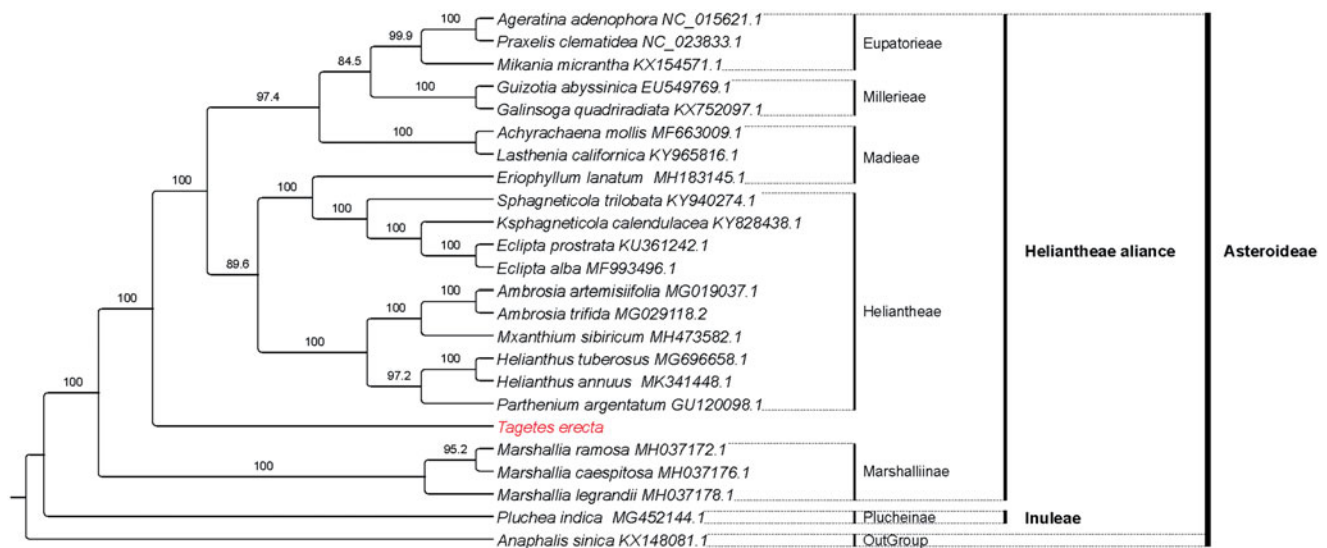 100 Ageratina adenophora NC_015621.1
99.9 Praxelis clematidea NC_023833.1 Eupatorieae
84.5 Mikania micrantha KX154571.1
97.4 100 Guizotia abyssinica EU549769.1 Millerieae
Galinsoga quadriradiata KX752097.1
100 Achyrachaena mollis MF663009.1
Lasthenia californica KY965816.1 Madieae
100 100 Eriophyllum lanatum MH183145.1
100 Sphagneticola trilobata KY940274.1
100 Ksphagneticola calendulacea KY828438.1
100 Eclipta prostrata KU361242.1 Heliantheae aliance Asteroideae
89.6 Eclipta alba MF993496.1
100 100 Ambrosia artemisiifolia MG019037.1
100 Ambrosia trifida MG029118.2 Heliantheae
100 Mxanthium sibiricum MH473582.1
100 Helianthus tuberosus MG696658.1
100 97.2 Helianthus annuus MK341448.1
Parthenium argentatum GU120098.1
Tagetes erecta
95.2 Marshallia ramosa MH037172.1
100 Marshallia caespitosa MH037176.1 Marshalliinae
Marshallia legrandii MH037178.1
Pluchea indica MG452144.1 Plucheinae Inuleae
Anaphalis sinica KX148081.1 OutGroup